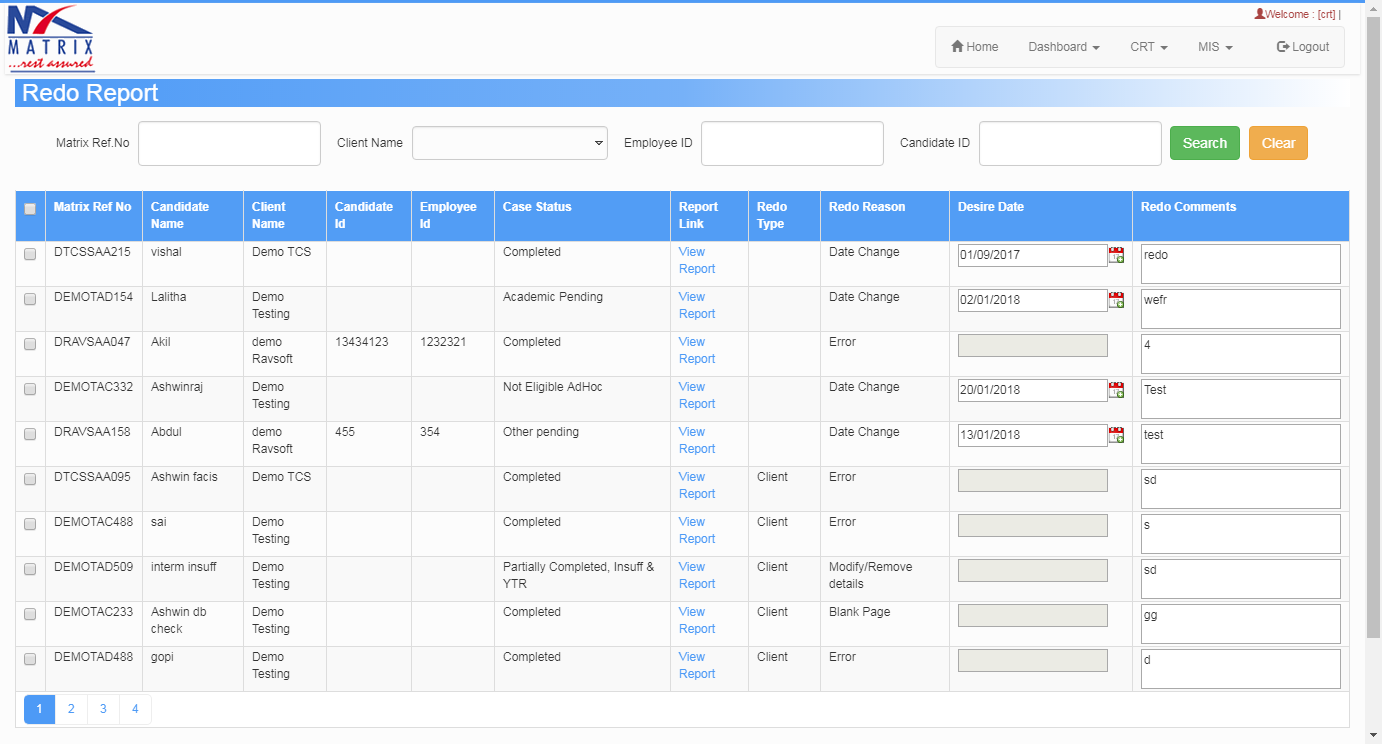 Welcome : [crt] |
MATRIX
...rest assured
Home Dashboard CRT MIS Logout
Redo Report
Matrix Ref.No Client Name Employee ID Candidate ID Search Clear
Matrix Ref No Candidate Name Client Name Candidate Id Employee Id Case Status Report Link Redo Type Redo Reason Desire Date Redo Comments
DTCSSAA215 vishal Demo TCS Completed View Report Date Change 01/09/2017 redo
DEMOTAD154 Lalitha Demo Testing Academic Pending View Report Date Change 02/01/2018 wefr
DRAVSAA047 Akil demo Ravsoft 13434123 1232321 Completed View Report Error 4
DEMOTAC332 Ashwinraj Demo Testing Not Eligible AdHoc View Report Date Change 20/01/2018 Test
DRAVSAA158 Abdul demo Ravsoft 455 354 Other pending View Report Date Change 13/01/2018 test
DTCSSAA095 Ashwin facis Demo TCS Completed View Report Client Error sd
DEMOTAC488 sai Demo Testing Completed View Report Client Error s
DEMOTAD509 interm insuff Demo Testing Partially Completed, Insuff & YTR View Report Client Modify/Remove details sd
DEMOTAC233 Ashwin db check Demo Testing Completed View Report Client Blank Page gg
DEMOTAD488 gopi Demo Testing Completed View Report Client Error d
1 2 3 4